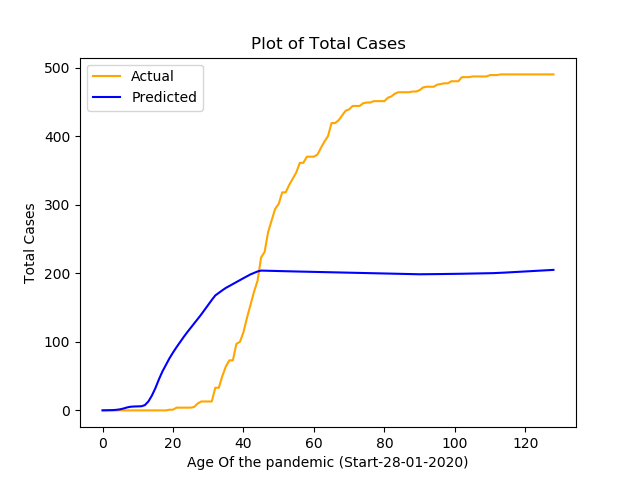 Plot of Total Cases
Actual
Predicted
500
400
300
200
100
0
Total Cases
0 20 40 60 80 100 120
Age Of the pandemic (Start-28-01-2020)